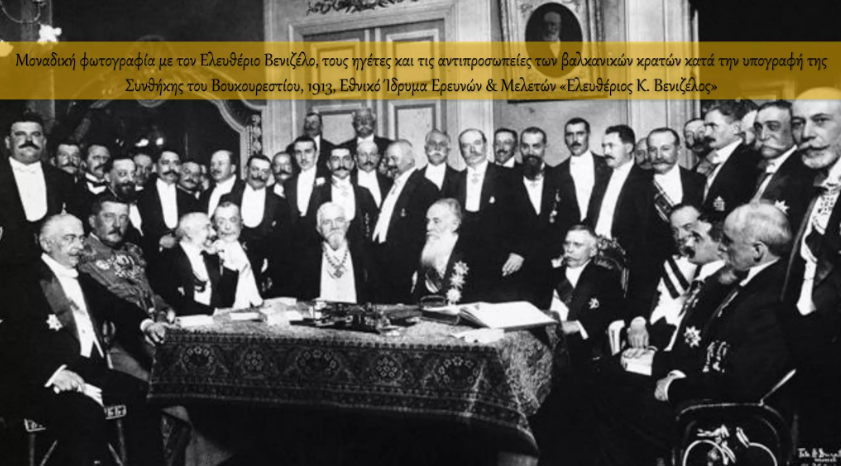 Μοναδική φωτογραφία με τον Ελευθέριο Βενιζέλο, τους ηγέτες και τις αντιπροσωπείες των βαλκανικών κρατών κατά την υπογραφή της
Συνθήκης του Βουκουρεστίου, 1913, Εθνικό Ίδρυμα Ερευνών & Μελετών «Ελευθέριος Κ. Βενιζέλος»